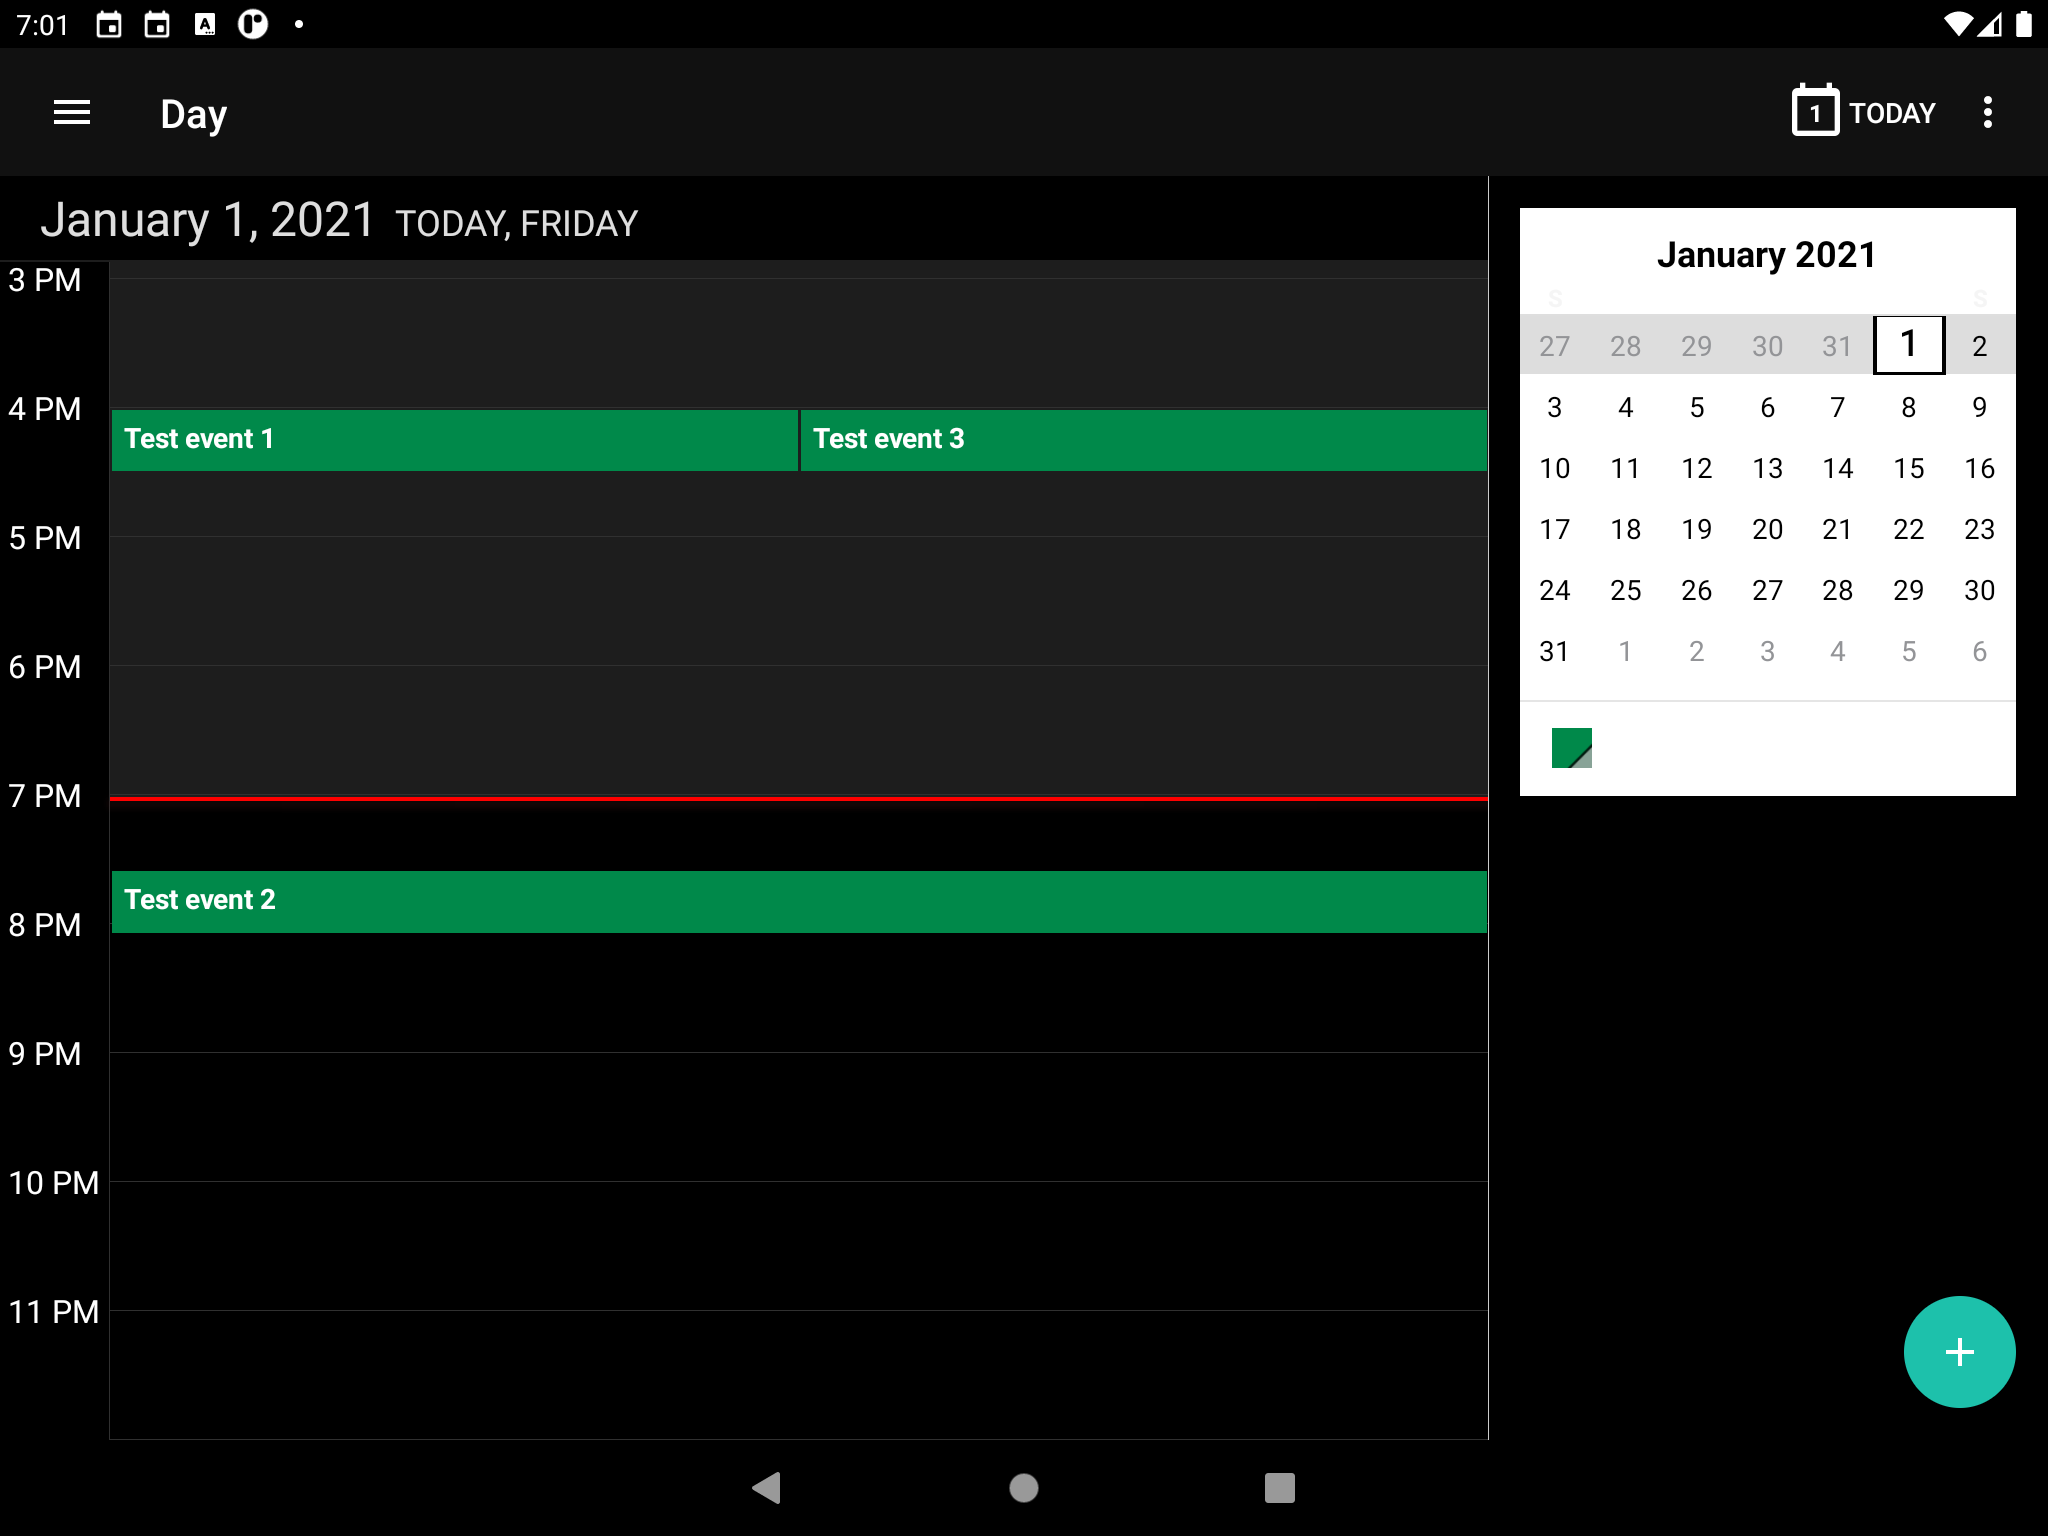 7:01
Day
1 TODAY
January 1, 2021 TODAY, FRIDAY
3 PM
4 PM
Test event 1
Test event 3
5 PM
6 PM
7 PM
Test event 2
8 PM
9 PM
10 PM
11 PM
January 2021
S S
27 28 29 30 31 1 2
3 4 5 6 7 8 9
10 11 12 13 14 15 16
17 18 19 20 21 22 23
24 25 26 27 28 29 30
31 1 2 3 4 5 6